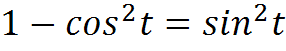 1 − cos²t = sin²t